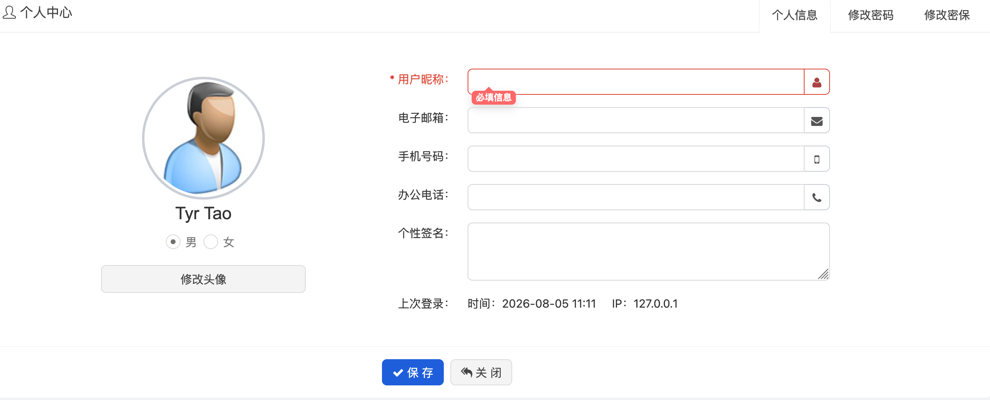 个人中心
个人信息 修改密码 修改密保
* 用户昵称：
必填信息
电子邮箱：
手机号码：
办公电话：
个性签名：
上次登录： 时间：2026-08-05 11:11 IP：127.0.0.1
Tyr Tao
男 女
修改头像
保 存 关 闭